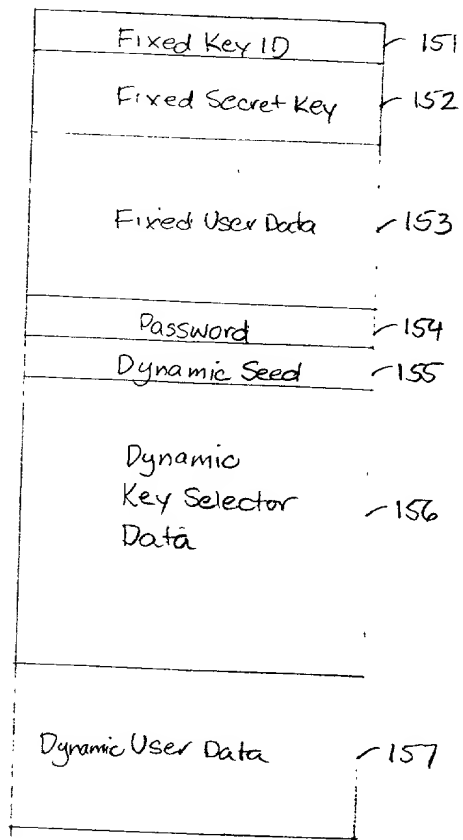 Fixed Key ID 151
Fixed Secret Key 152
Fixed User Data 153
Password 154
Dynamic Seed 155
Dynamic
Key Selector
Data
156
Dynamic User Data 157